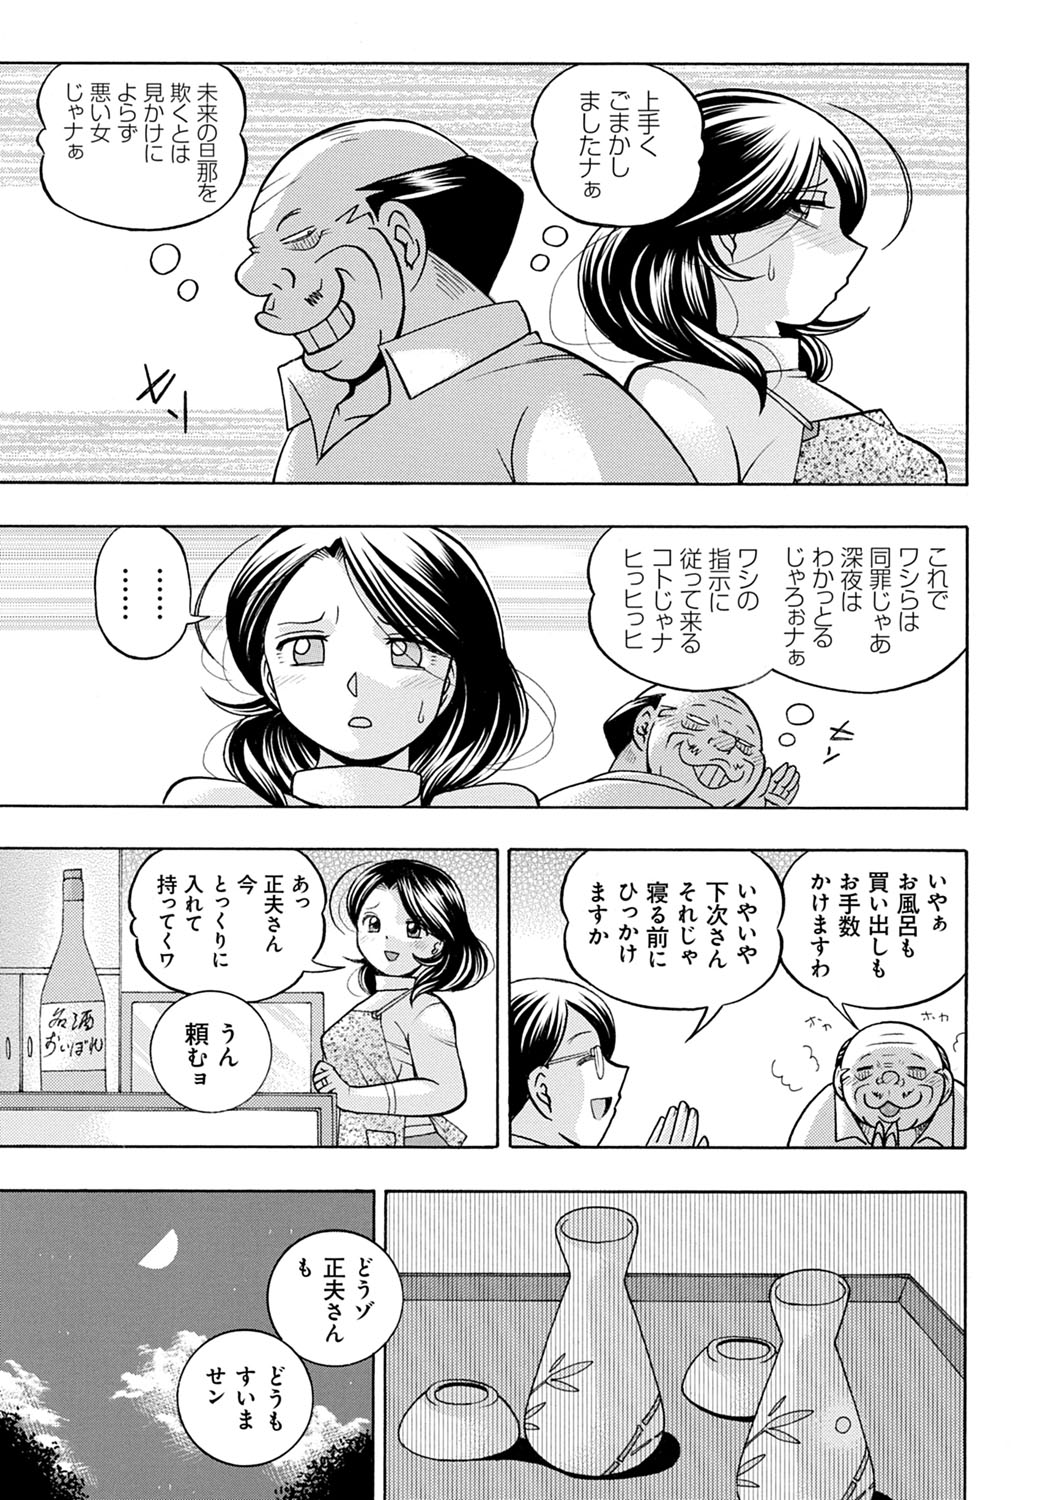 上手く
ごまかし
ましたナぁ
未来の旦那を
欺くとは
見かけに
よらず
悪い女
じゃナぁ
これで
ワシらは
同罪じゃあ
深夜は
わかっとる
じゃろぉナぁ
ワシの
指示に
従って来る
コトじゃナ
ヒっヒっヒ
……
……
いやぁ
お風呂も
買い出しも
お手数
かけますわ
ホカ
ホカ
いやいや
下次さん
それじゃ
寝る前に
ひっかけ
ますか
あっ
正夫さん
今
とっくりに
入れて
持ってくワ
うん
頼むョ
名酒
おいぼれ
どうゾ
正夫さん
も
どうも
すいま
せン